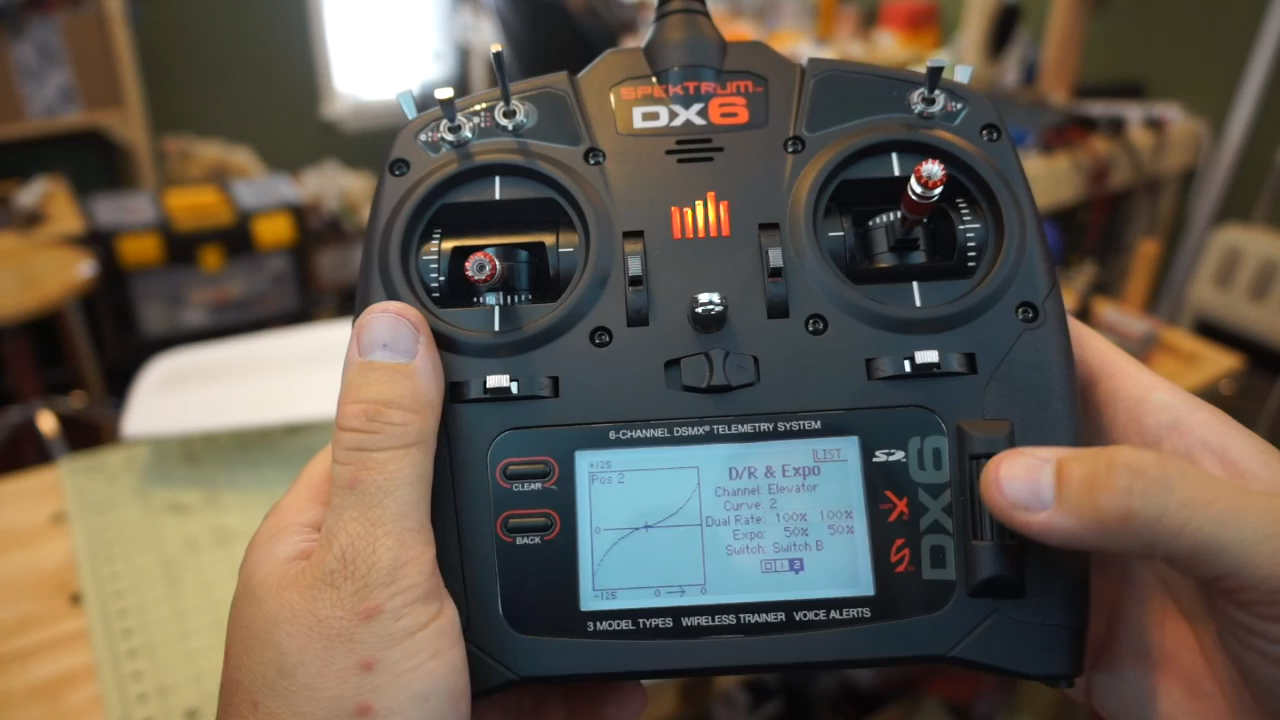 SPEKTRUM
DX6
6-CHANNEL DSMX® TELEMETRY SYSTEM
CLEAR
BACK
+125
Pos 2
0
-125 0 → 0
LIST
D/R & Expo
Channel: Elevator
Curve: 2
Dual Rate: 100% 100%
Expo: 50% 50%
Switch: Switch B
0 1 2
SD
X
DX6
3 MODEL TYPES WIRELESS TRAINER VOICE ALERTS